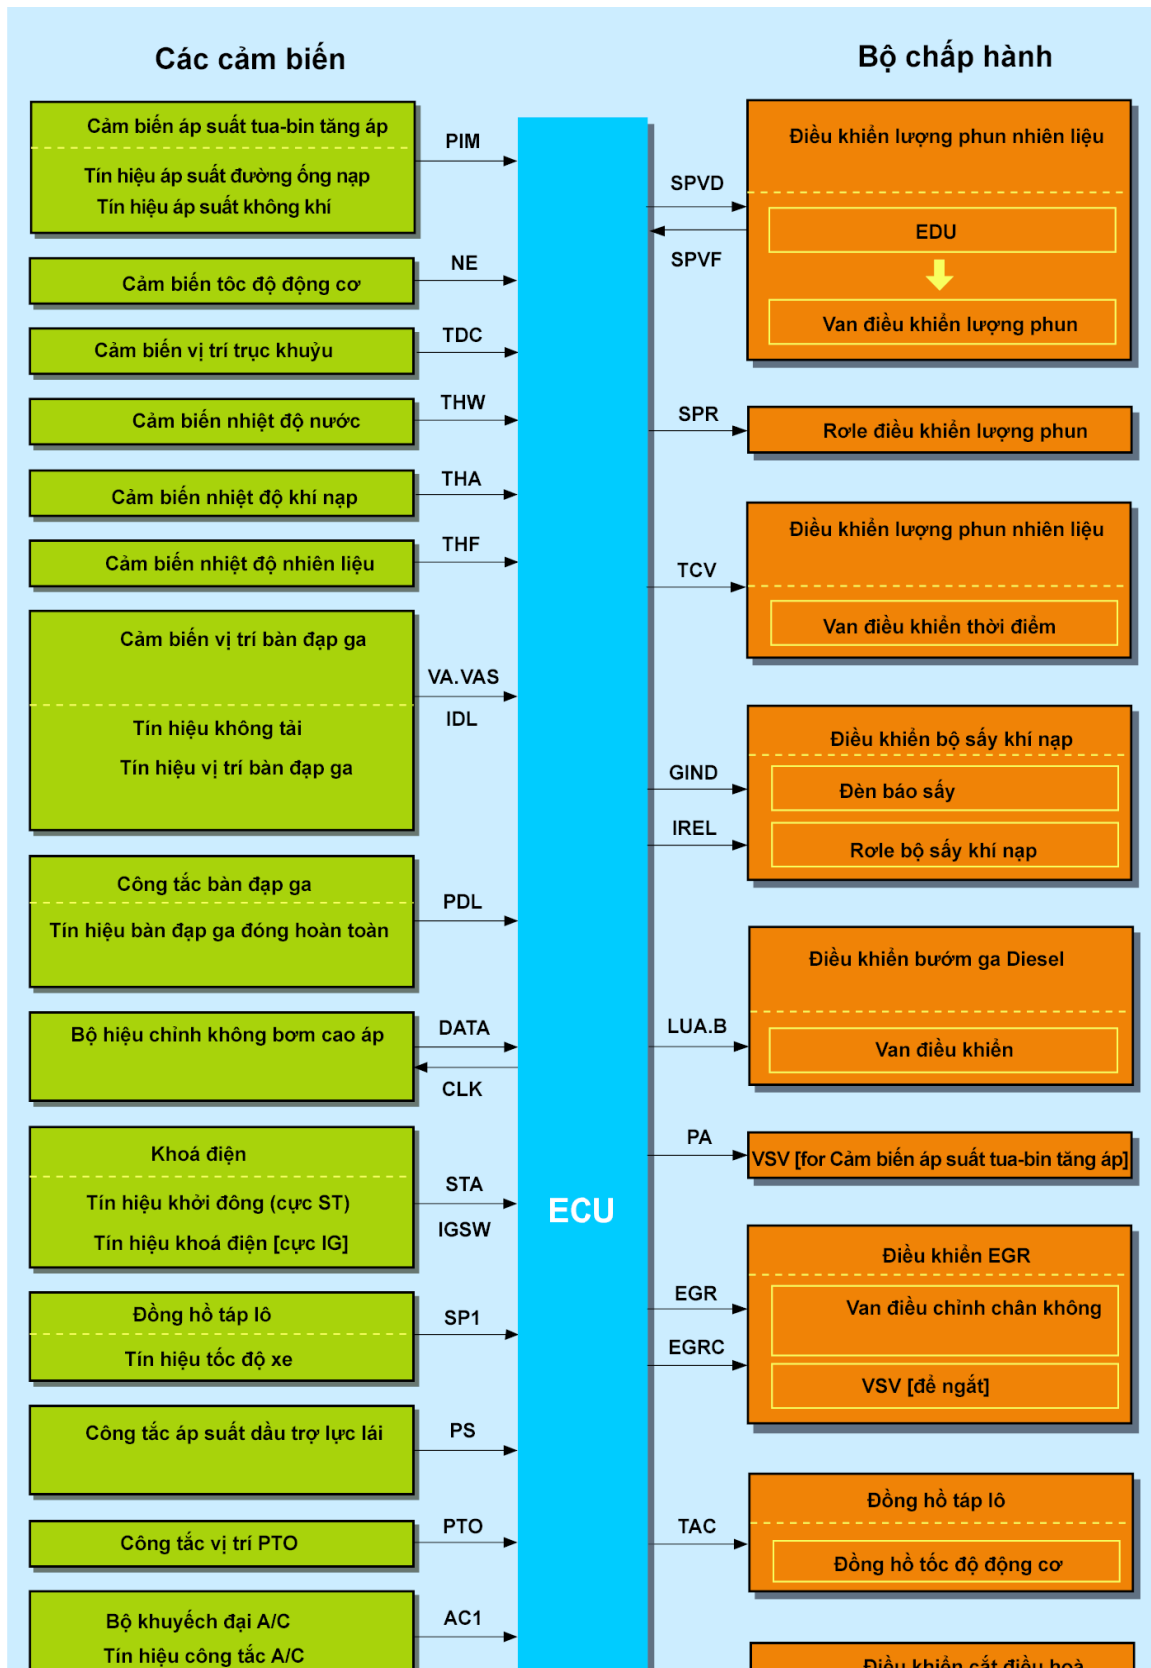 Các cảm biến
Cảm biến áp suất tua-bin tăng áp
Tín hiệu áp suất đường ống nạp
Tín hiệu áp suất không khí
PIM
Cảm biến tôc độ động cơ
NE
Cảm biến vị trí trục khuỷu
TDC
Cảm biến nhiệt độ nước
THW
Cảm biến nhiệt độ khí nạp
THA
Cảm biến nhiệt độ nhiên liệu
THF
Cảm biến vị trí bàn đạp ga
Tín hiệu không tải
Tín hiệu vị trí bàn đạp ga
VA.VAS
IDL
Công tắc bàn đạp ga
Tín hiệu bàn đạp ga đóng hoàn toàn
PDL
Bộ hiệu chỉnh không bơm cao áp
DATA
CLK
Khoá điện
Tín hiệu khởi đông (cực ST)
Tín hiệu khoá điện [cực IG]
STA
IGSW
Đồng hồ táp lô
Tín hiệu tốc độ xe
SP1
Công tắc áp suất dầu trợ lực lái
PS
Công tắc vị trí PTO
PTO
Bộ khuyếch đại A/C
Tín hiệu công tắc A/C
AC1
ECU
Bộ chấp hành
SPVD
SPVF
Điều khiển lượng phun nhiên liệu
EDU
Van điều khiển lượng phun
SPR
Rơle điều khiển lượng phun
TCV
Điều khiển lượng phun nhiên liệu
Van điều khiển thời điểm
GIND
IREL
Điều khiển bộ sấy khí nạp
Đèn báo sấy
Rơle bộ sấy khí nạp
LUA.B
Điều khiển bướm ga Diesel
Van điều khiển
PA
VSV [for Cảm biến áp suất tua-bin tăng áp]
EGR
EGRC
Điều khiển EGR
Van điều chỉnh chân không
VSV [để ngắt]
TAC
Đồng hồ táp lô
Đồng hồ tốc độ động cơ
Điều khiển cắt điều hoà